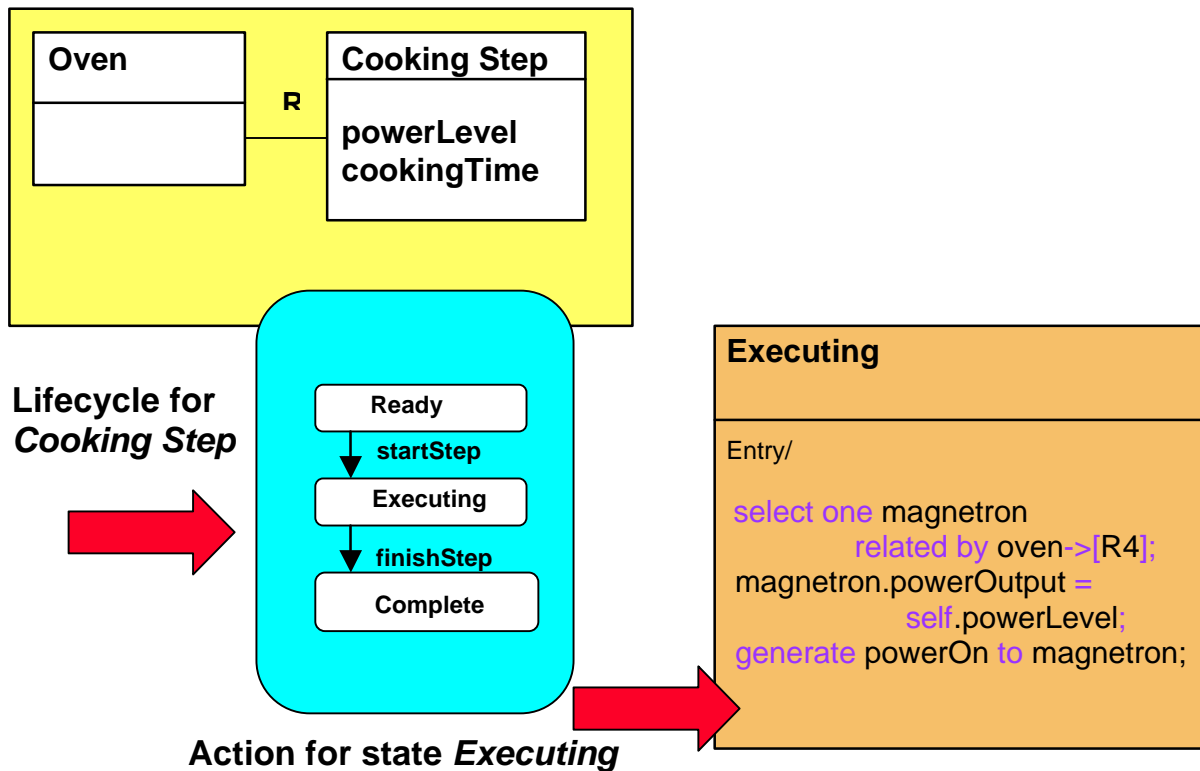 Oven
R
Cooking Step
powerLevel
cookingTime
Lifecycle for
Cooking Step
Ready
startStep
Executing
finishStep
Complete
Action for state Executing
Executing
Entry/
select one magnetron
related by oven->[R4];
magnetron.powerOutput =
self.powerLevel;
generate powerOn to magnetron;